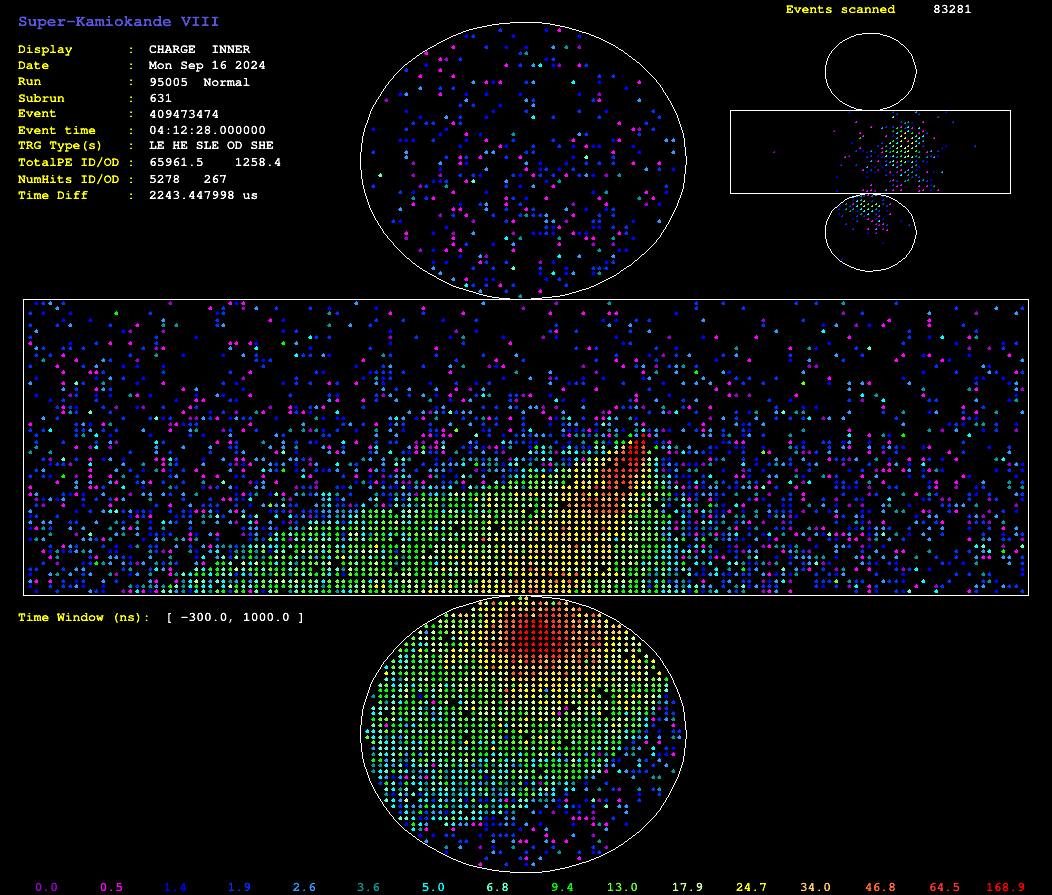 Super-Kamiokande VIII
Events scanned 83281
Display : CHARGE INNER
Date : Mon Sep 16 2024
Run : 95005 Normal
Subrun : 631
Event : 409473474
Event time : 04:12:28.000000
TRG Type(s) : LE HE SLE OD SHE
TotalPE ID/OD : 65961.5 1258.4
NumHits ID/OD : 5278 267
Time Diff : 2243.447998 us
Time Window (ns): [ -300.0, 1000.0 ]
0.0 0.5 1.4 1.9 2.6 3.6 5.0 6.8 9.4 13.0 17.9 24.7 34.0 46.8 64.5 168.9